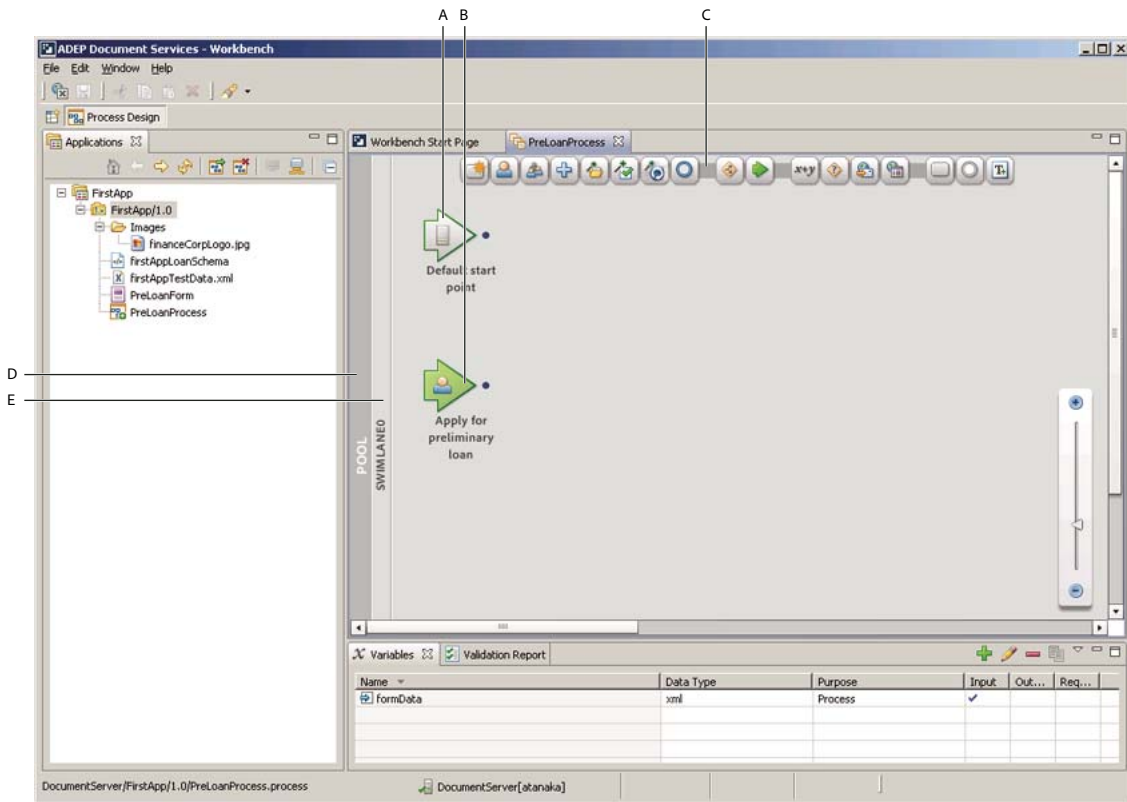 A B C
ADEP Document Services - Workbench
File Edit Window Help
Process Design
Applications
Workbench Start Page PreLoanProcess
x+y
T
FirstApp
FirstApp/1.0
Images
financeCorpLogo.jpg
firstAppLoanSchema
firstAppTestData.xml
PreLoanForm
PreLoanProcess
Default start
point
D
E
POOL
SWIMLANE0
Apply for
preliminary
loan
Variables Validation Report
Name Data Type Purpose Input Out... Req...
formData xml Process
DocumentServer/FirstApp/1.0/PreLoanProcess.process DocumentServer[atanaka]